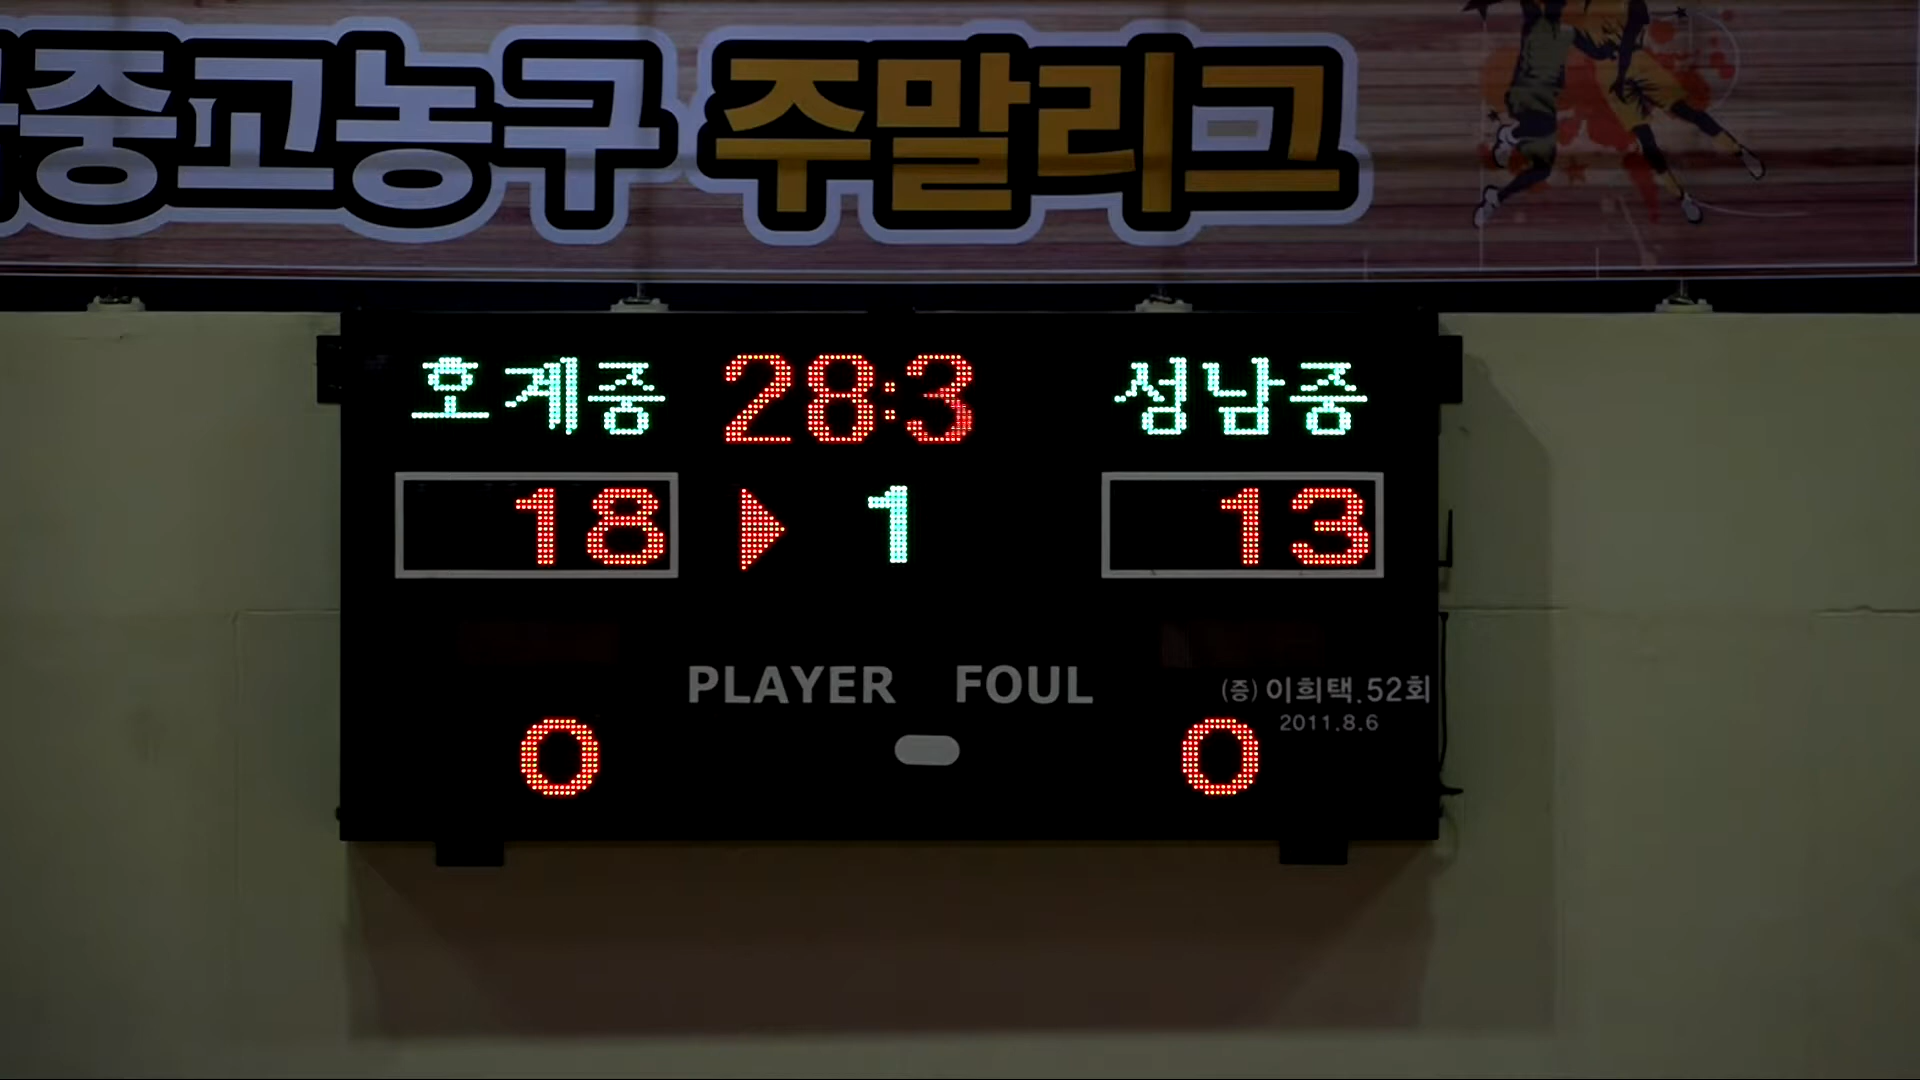 중고농구 주말리그
호계중 28:3 성남중
18 1 13
PLAYER FOUL
(증) 이희택.52회
2011.8.6
0 0